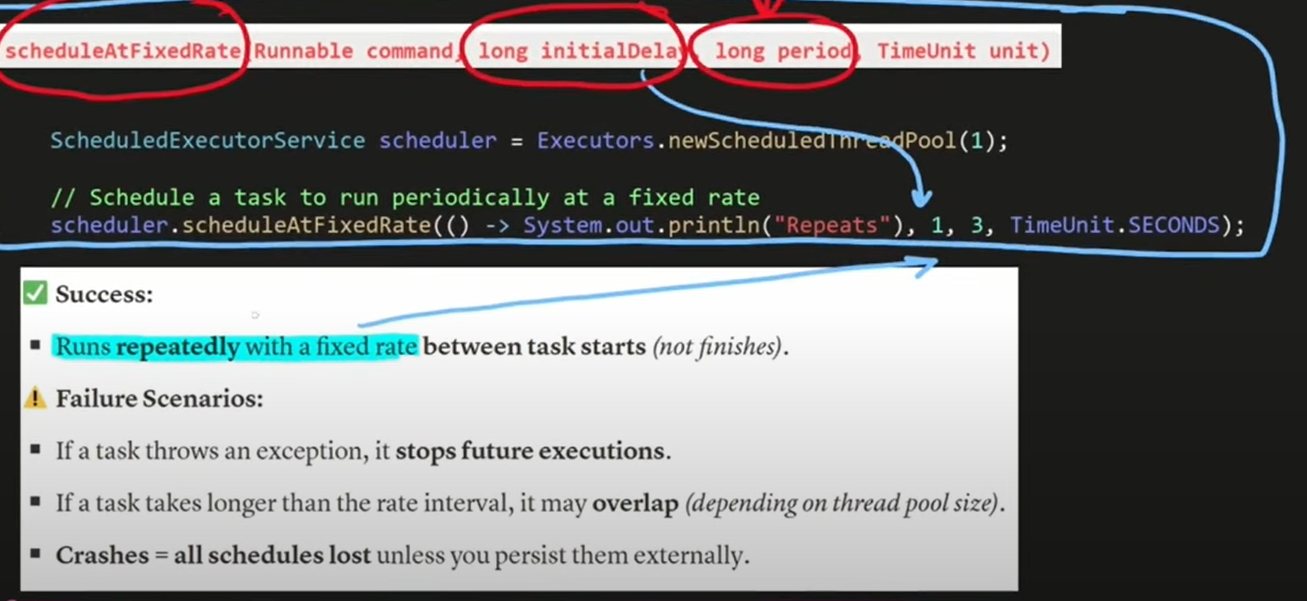 scheduleAtFixedRate(Runnable command, long initialDelay, long period, TimeUnit unit)
ScheduledExecutorService scheduler = Executors.newScheduledThreadPool(1);
// Schedule a task to run periodically at a fixed rate
scheduler.scheduleAtFixedRate(() -> System.out.println("Repeats"), 1, 3, TimeUnit.SECONDS);
✅ Success:
▪ Runs repeatedly with a fixed rate between task starts (not finishes).
⚠ Failure Scenarios:
▪ If a task throws an exception, it stops future executions.
▪ If a task takes longer than the rate interval, it may overlap (depending on thread pool size).
▪ Crashes = all schedules lost unless you persist them externally.